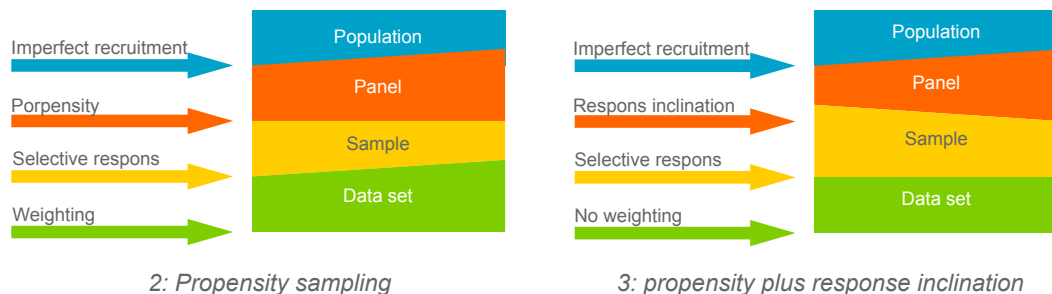 Imperfect recruitment
Porpensity
Selective respons
Weighting
Population
Panel
Sample
Data set
2: Propensity sampling
Imperfect recruitment
Respons inclination
Selective respons
No weighting
Population
Panel
Sample
Data set
3: propensity plus response inclination